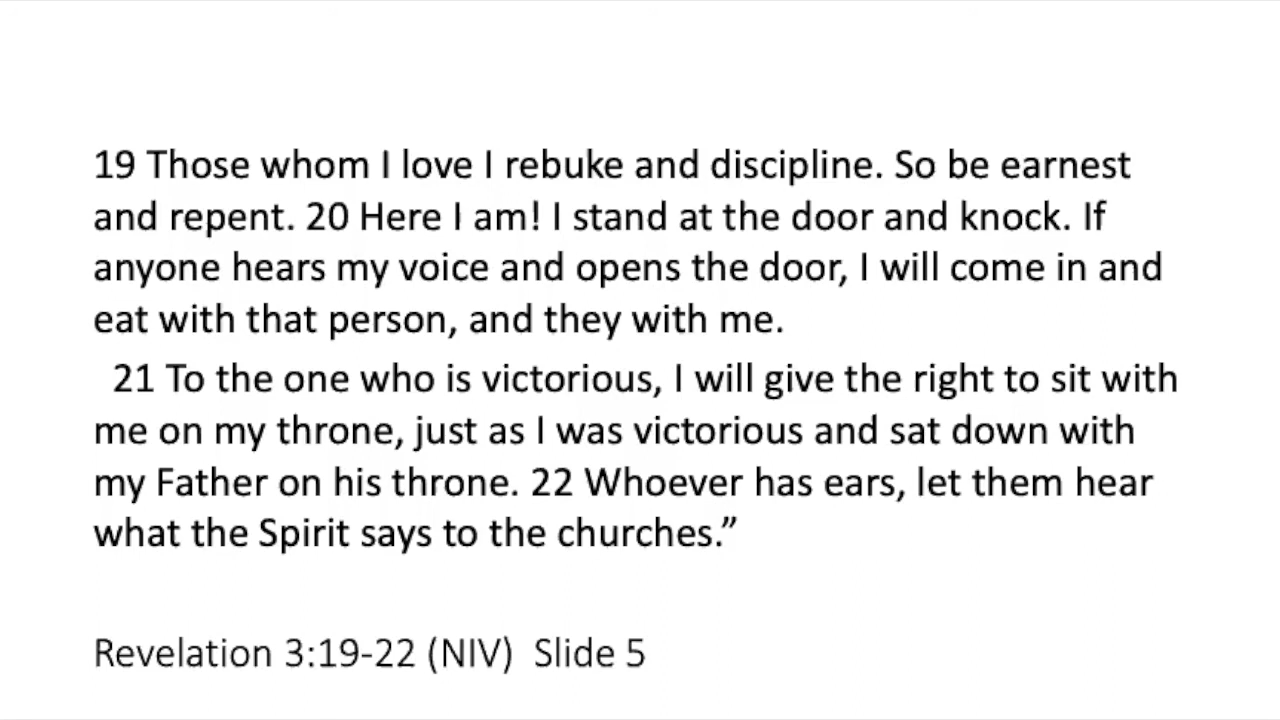 19 Those whom I love I rebuke and discipline. So be earnest
and repent. 20 Here I am! I stand at the door and knock. If
anyone hears my voice and opens the door, I will come in and
eat with that person, and they with me.
21 To the one who is victorious, I will give the right to sit with
me on my throne, just as I was victorious and sat down with
my Father on his throne. 22 Whoever has ears, let them hear
what the Spirit says to the churches.”
Revelation 3:19-22 (NIV)  Slide 5